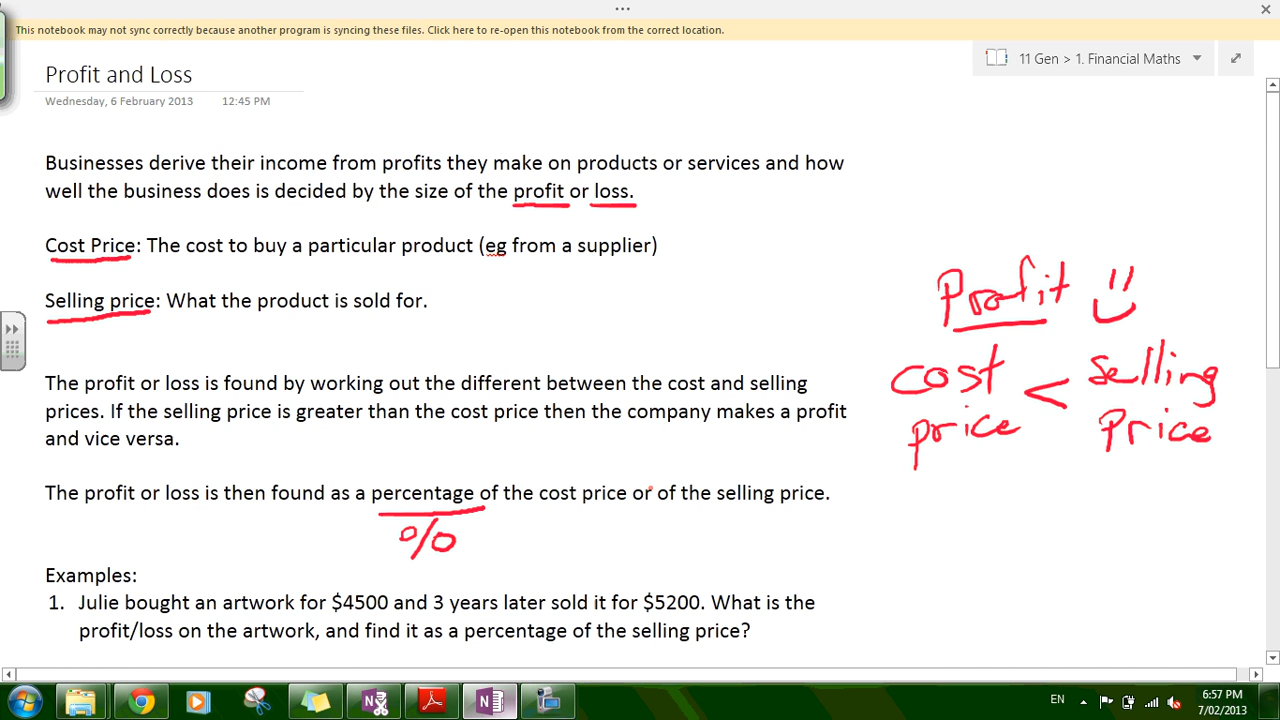 This notebook may not sync correctly because another program is syncing these files. Click here to re-open this notebook from the correct location.
11 Gen > 1. Financial Maths
Profit and Loss
Wednesday, 6 February 2013 12:45 PM
Businesses derive their income from profits they make on products or services and how
well the business does is decided by the size of the profit or loss.
Cost Price: The cost to buy a particular product (eg from a supplier)
Selling price: What the product is sold for.
Profit
cost < selling
price Price
The profit or loss is found by working out the different between the cost and selling
prices. If the selling price is greater than the cost price then the company makes a profit
and vice versa.
The profit or loss is then found as a percentage of the cost price or of the selling price.
%
Examples:
1. Julie bought an artwork for $4500 and 3 years later sold it for $5200. What is the
profit/loss on the artwork, and find it as a percentage of the selling price?
EN
6:57 PM
7/02/2013